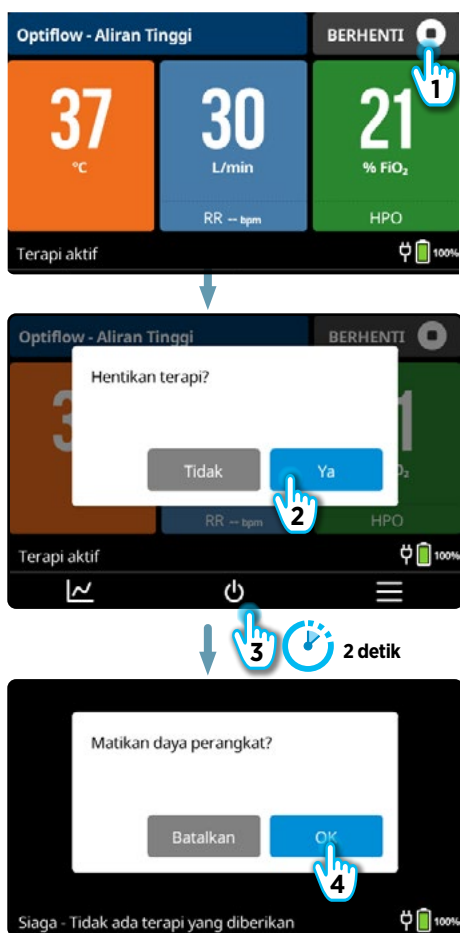 Optiflow - Aliran Tinggi BERHENTI
1
37 30 21
°C L/min % FiO₂
RR -- bpm HPO
Terapi aktif 100%
Optiflow - Aliran Tinggi BERHENTI
Hentikan terapi?
Tidak Ya
2
RR -- bpm HPO
Terapi aktif 100%
3 2 detik
Matikan daya perangkat?
Batalkan OK
4
Siaga - Tidak ada terapi yang diberikan 100%